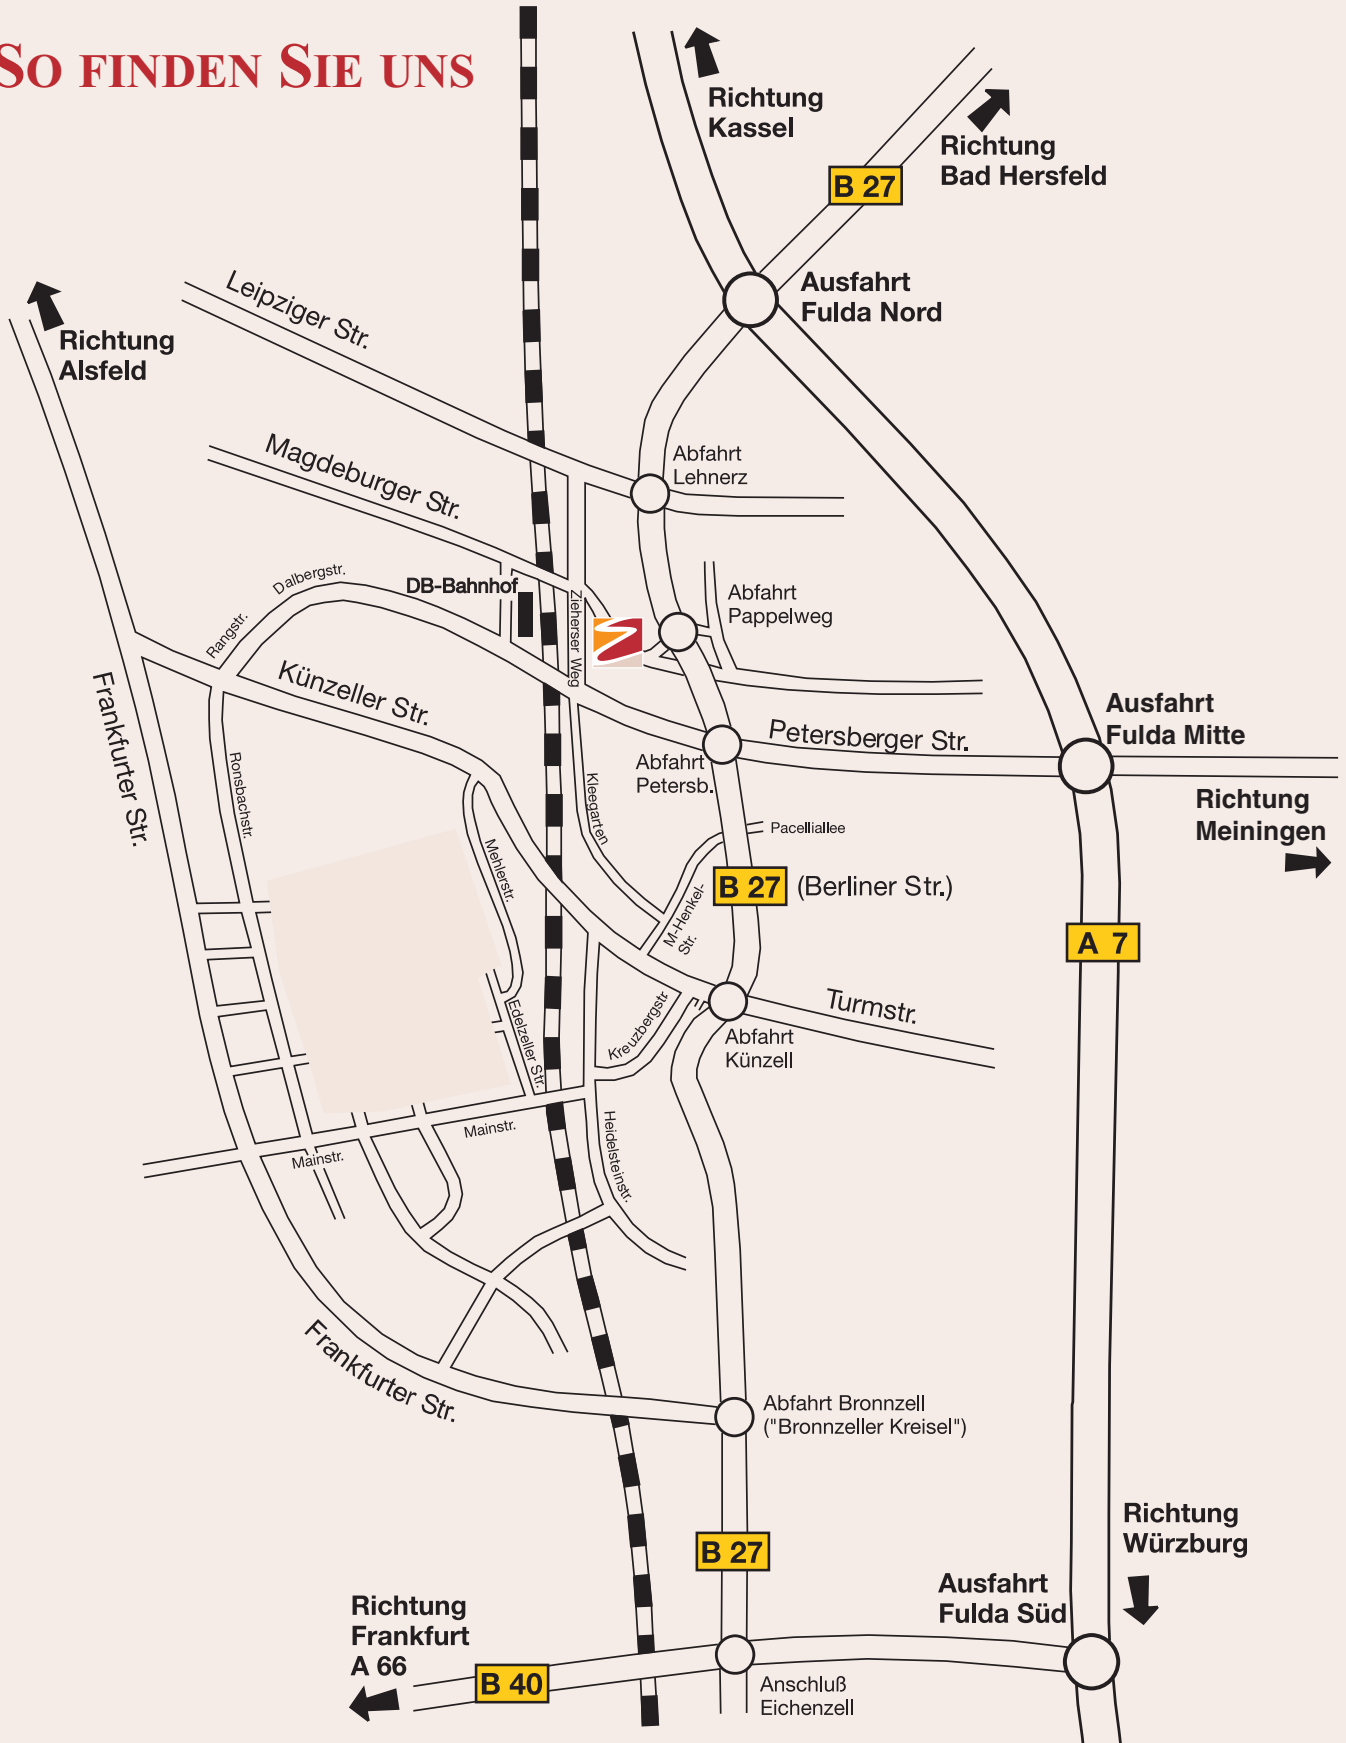 SO FINDEN SIE UNS
Richtung
Kassel
Richtung
Bad Hersfeld
B 27
Ausfahrt
Fulda Nord
Leipziger Str.
Richtung
Alsfeld
Magdeburger Str.
Abfahrt
Lehnerz
Dalbergstr.
DB-Bahnhof
Zieherser Weg
Abfahrt
Pappelweg
Rangstr.
Künzeller Str.
Frankfurter Str.
Ausfahrt
Fulda Mitte
Petersberger Str.
Abfahrt
Petersb.
Richtung
Meiningen
Ronsbachstr.
Kleegarten
Pacelliallee
Mehlerstr.
B 27 (Berliner Str.)
M-Henkel-
Str.
A 7
Turmstr.
Edelzeller Str.
Kreuzbergstr.
Abfahrt
Künzell
Mainstr.
Mainstr.
Heidelsteinstr.
Frankfurter Str.
Abfahrt Bronnzell
("Bronnzeller Kreisel")
Richtung
Würzburg
B 27
Ausfahrt
Fulda Süd
Richtung
Frankfurt
A 66
B 40
Anschluß
Eichenzell